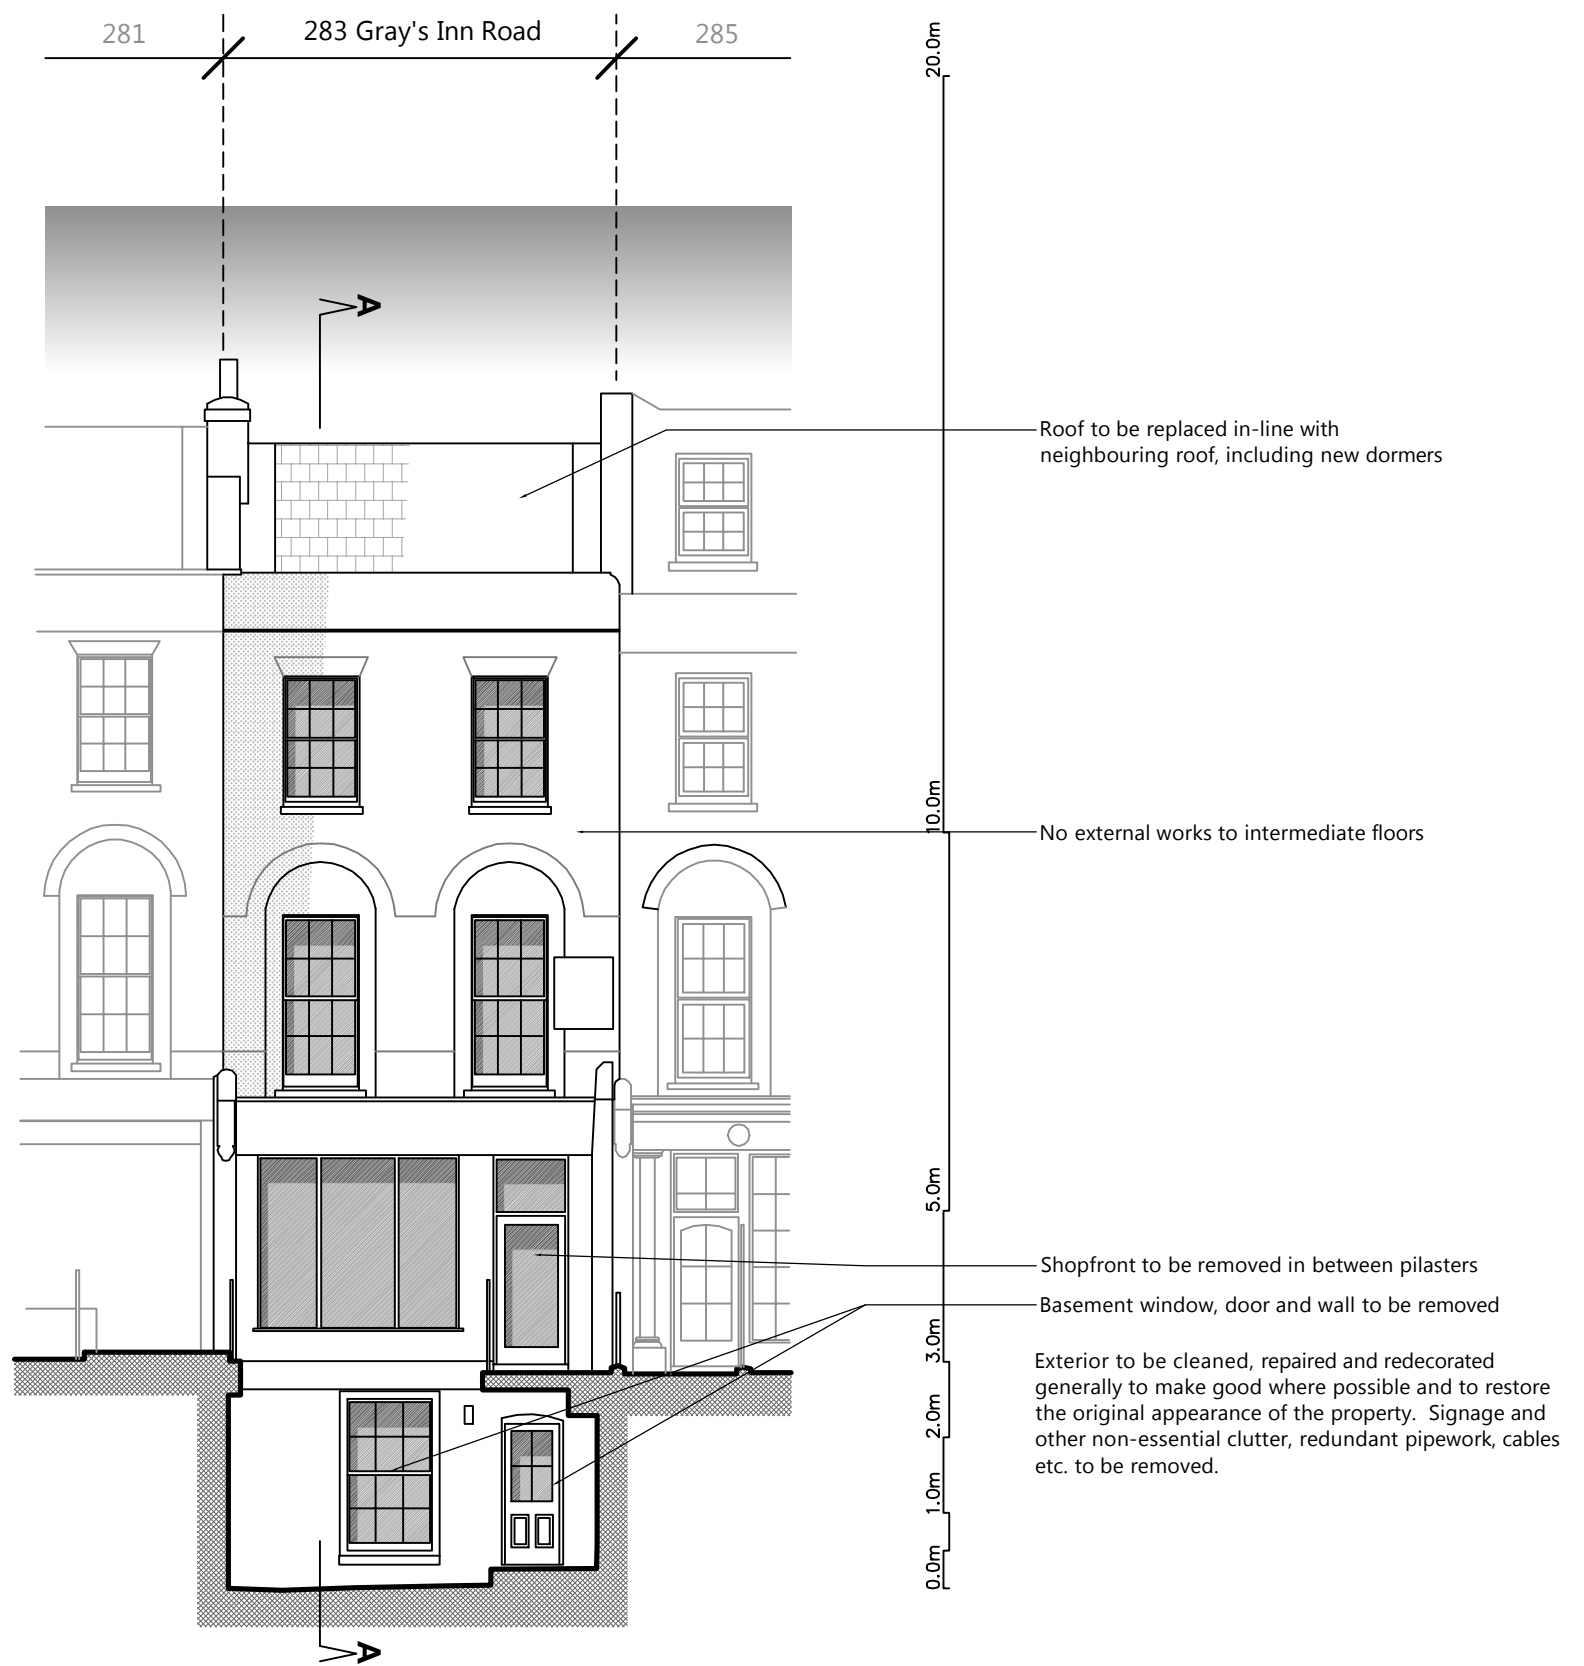 281
283 Gray's Inn Road
285
20.0m
A
Roof to be replaced in-line with
neighbouring roof, including new dormers
10.0m
No external works to intermediate floors
5.0m
Shopfront to be removed in between pilasters
Basement window, door and wall to be removed
3.0m
Exterior to be cleaned, repaired and redecorated
generally to make good where possible and to restore
the original appearance of the property. Signage and
other non-essential clutter, redundant pipework, cables
etc. to be removed.
2.0m
1.0m
0.0m
A